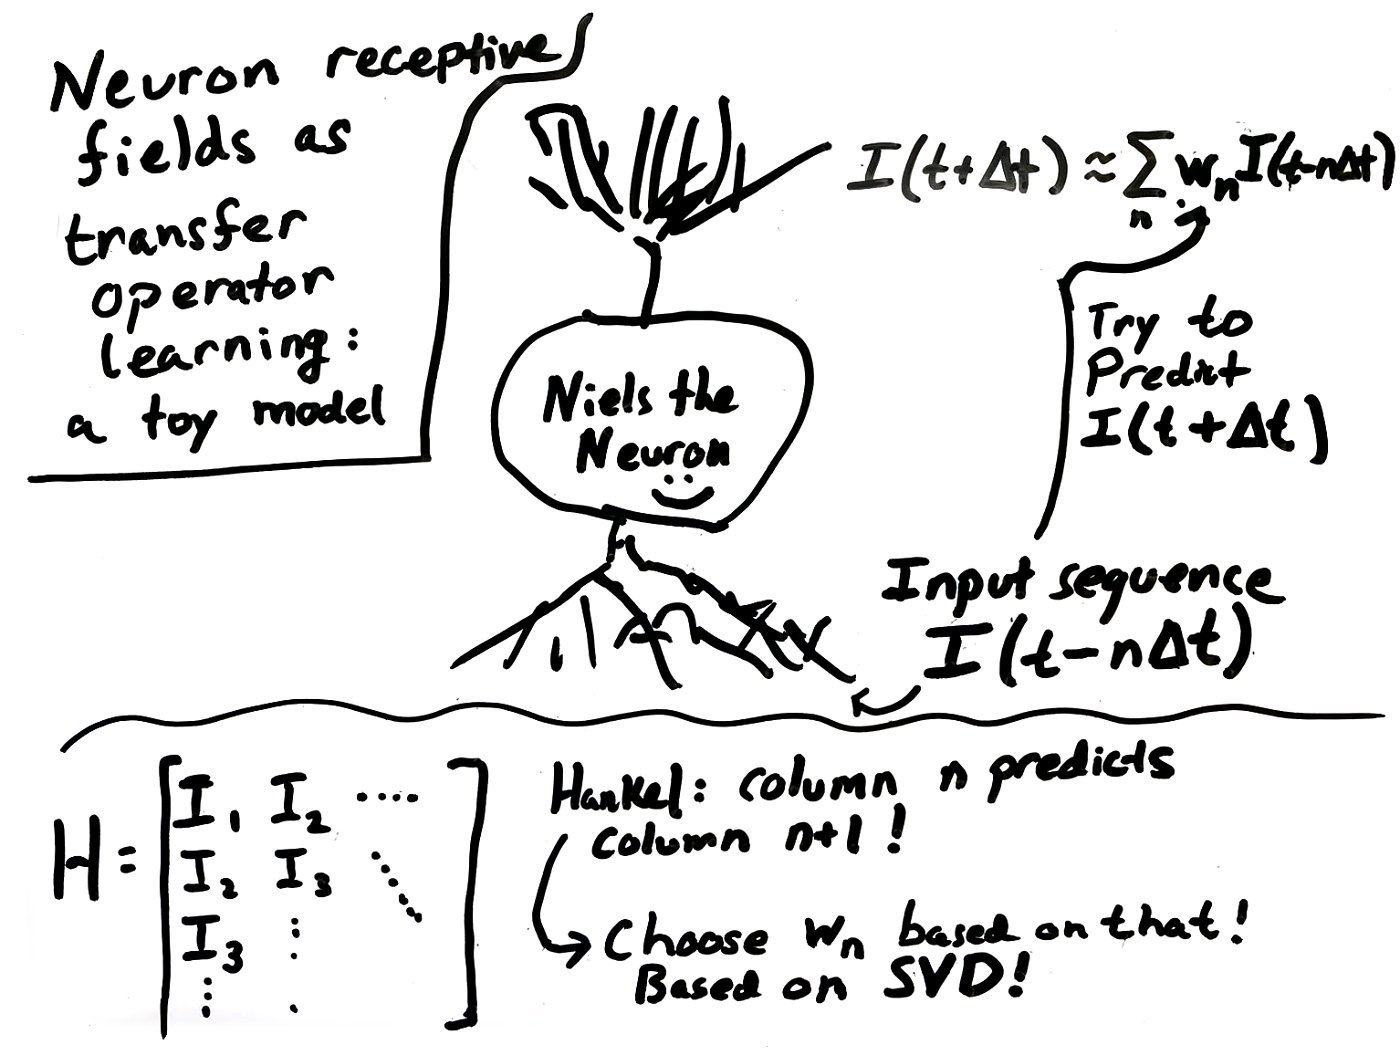 Neuron receptive
fields as
transfer
operator
learning:
a toy model
I(t+Δt) ≈ ∑ wₙ I(t-nΔt)
n
Try to
Predict
I(t+Δt)
Niels the
Neuron
Input sequence
I(t-nΔt)
H = [ I₁ I₂ ....
I₂ I₃
I₃ ]
Hankel: column n predicts
column n+1!
Choose wₙ based on that!
Based on SVD!